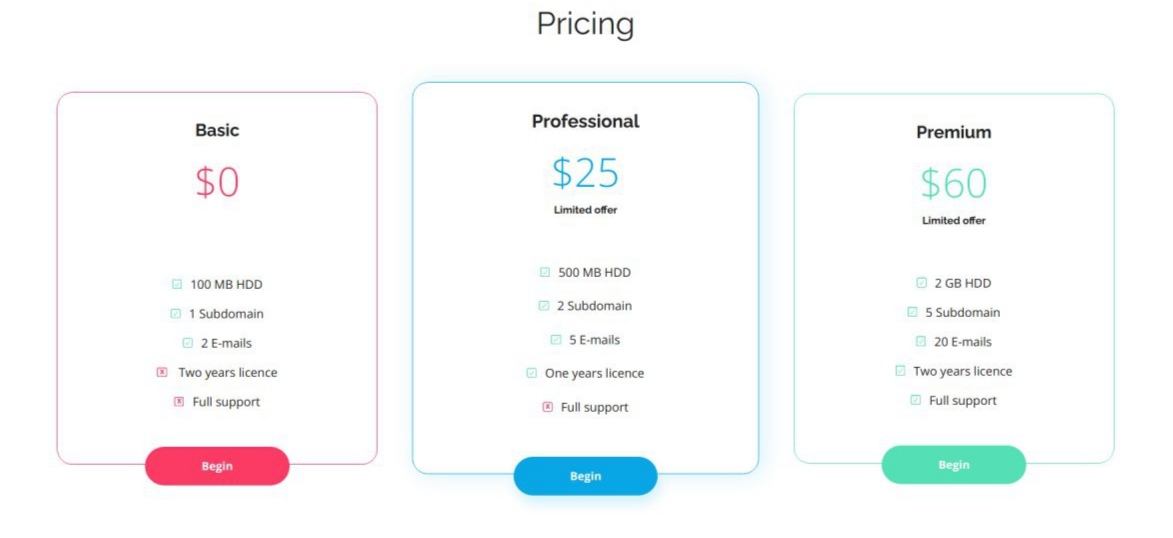 Pricing
Basic
$0
100 MB HDD
1 Subdomain
2 E-mails
Two years licence
Full support
Begin
Professional
$25
Limited offer
500 MB HDD
2 Subdomain
5 E-mails
One years licence
Full support
Begin
Premium
$60
Limited offer
2 GB HDD
5 Subdomain
20 E-mails
Two years licence
Full support
Begin